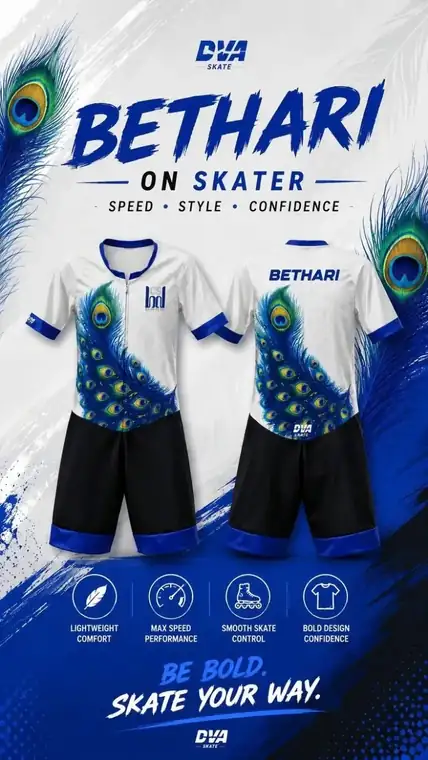 DVA
SKATE
BETHARI
ON SKATER
SPEED • STYLE • CONFIDENCE
BETHARI
DVA
SKATE
LIGHTWEIGHT
COMFORT
MAX SPEED
PERFORMANCE
SMOOTH SKATE
CONTROL
BOLD DESIGN
CONFIDENCE
BE BOLD.
SKATE YOUR WAY.
DVA
SKATE